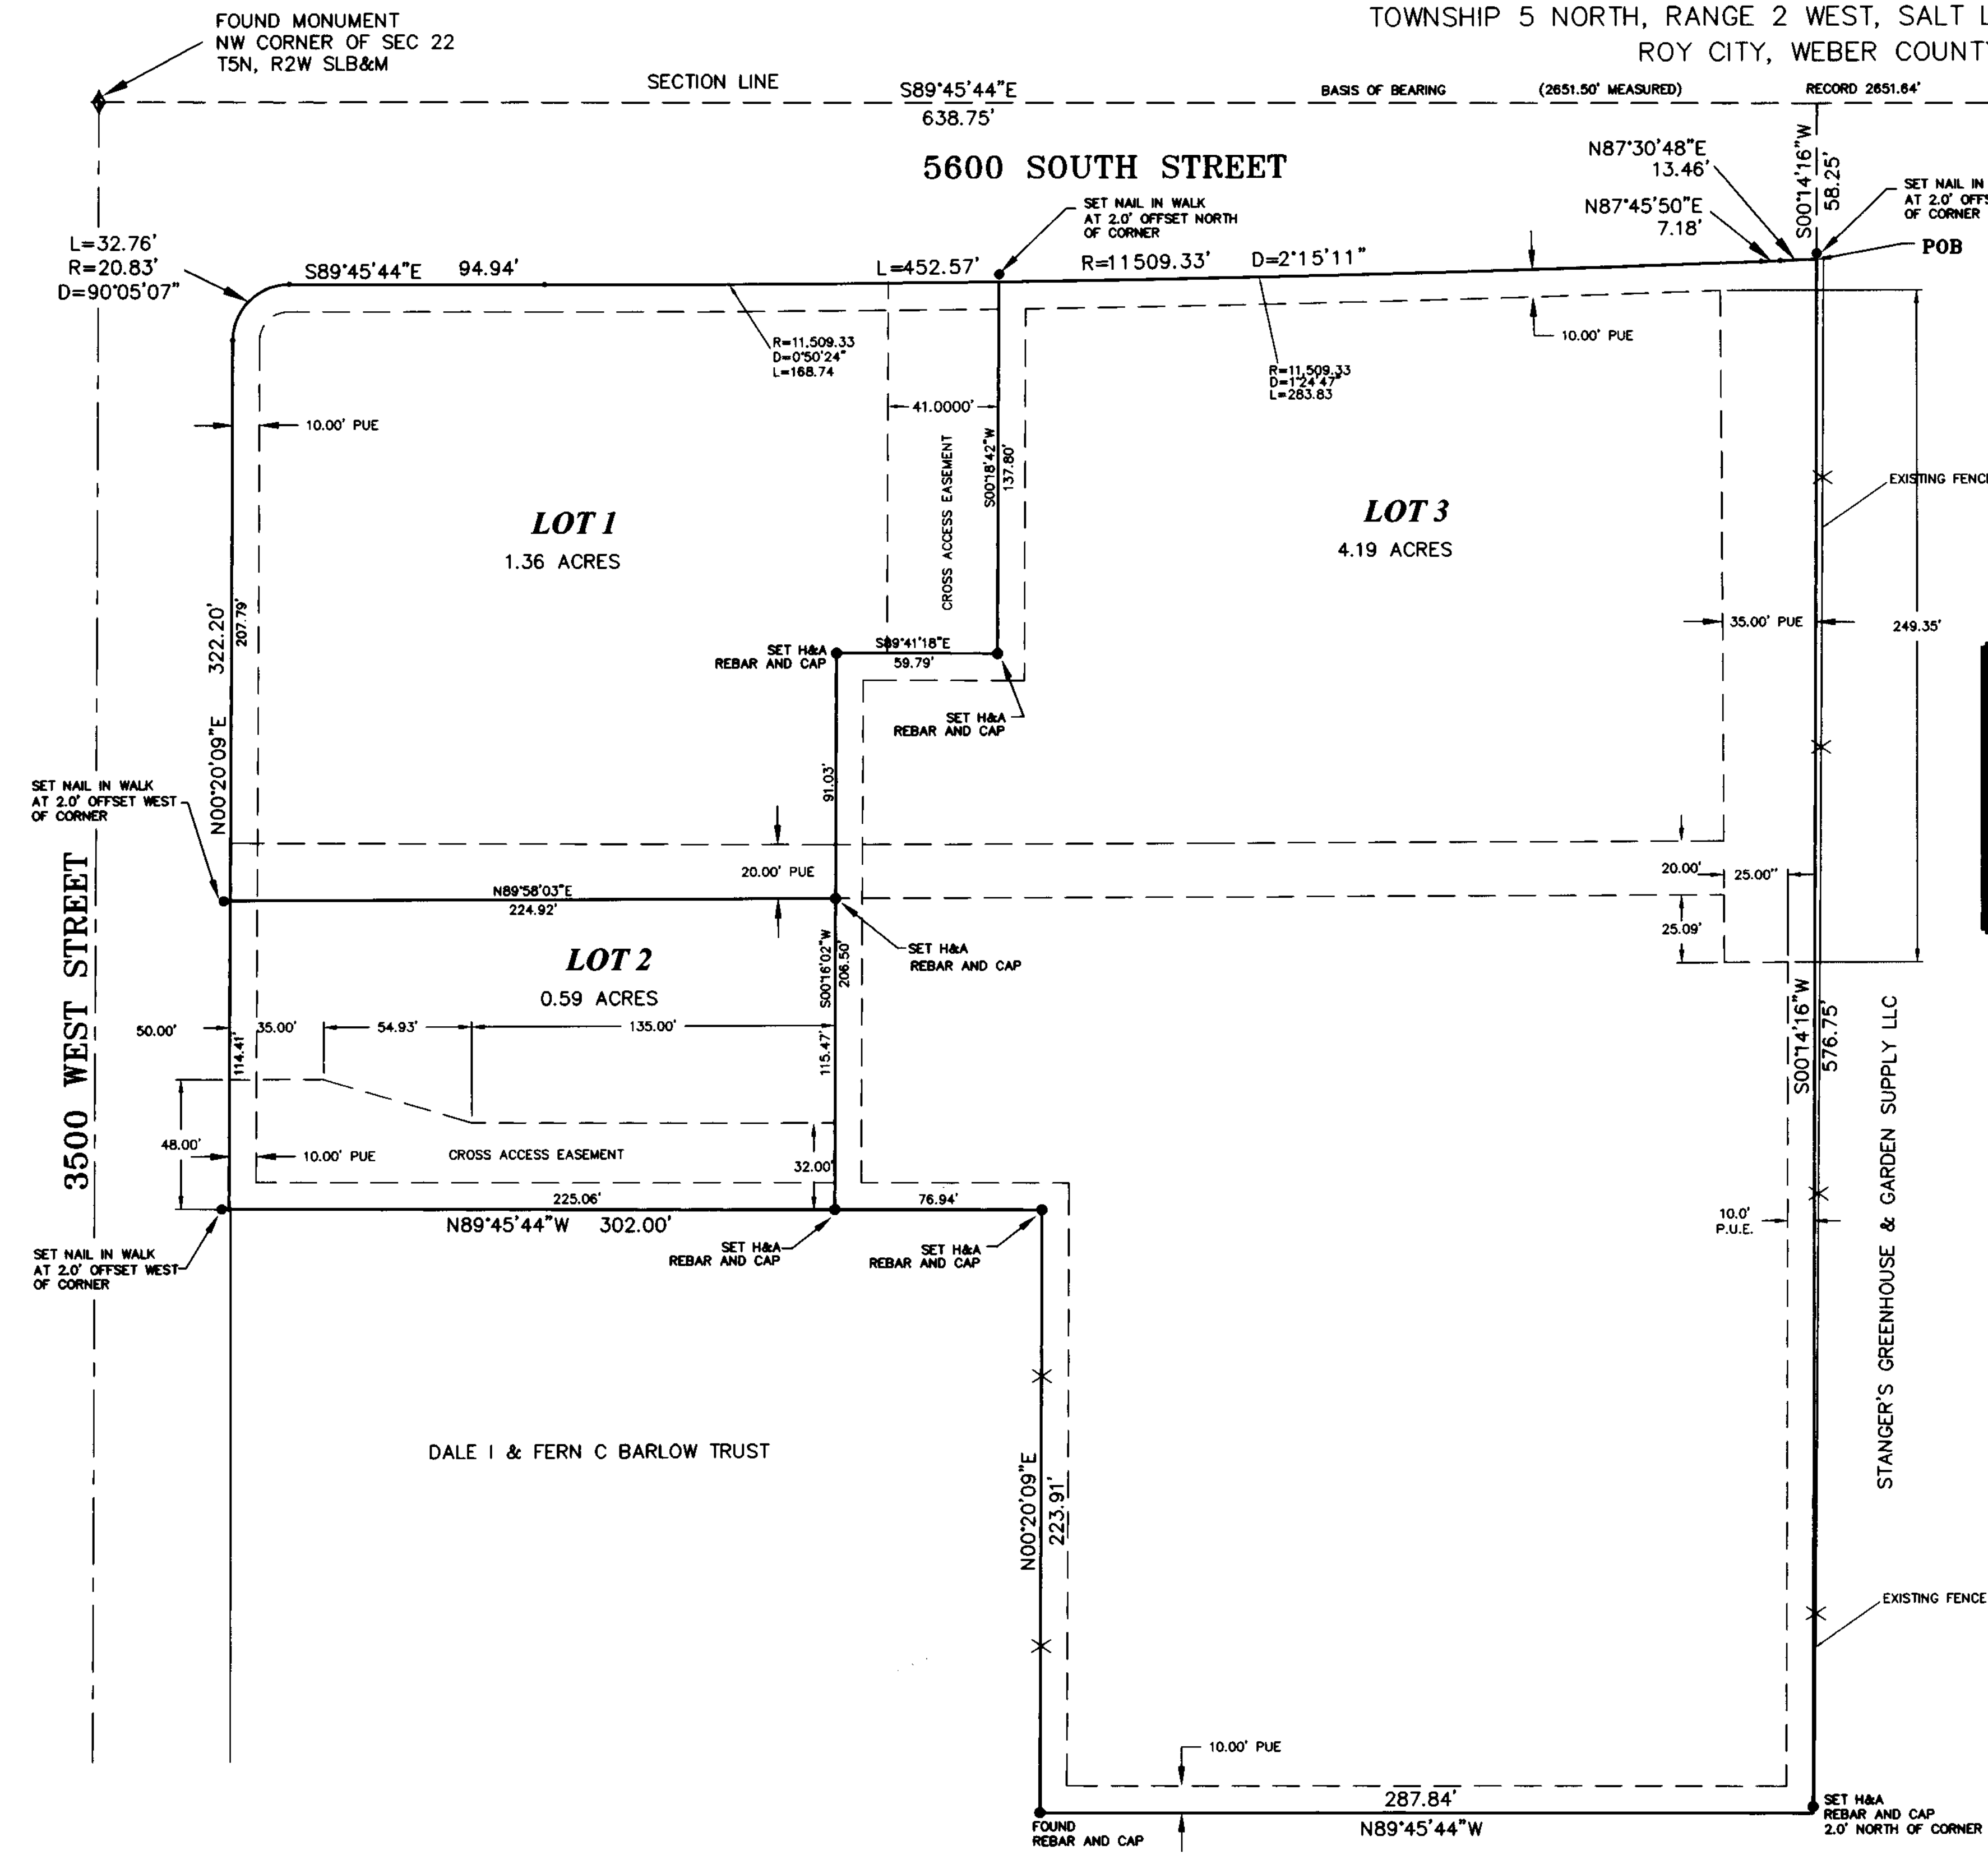 TOWNSHIP 5 NORTH, RANGE 2 WEST, SALT L
ROY CITY, WEBER COUNT
FOUND MONUMENT
NW CORNER OF SEC 22
T5N, R2W SLB&M
SECTION LINE
S89°45'44"E
638.75'
BASIS OF BEARING
(2651.50' MEASURED)
RECORD 2651.64'
5600 SOUTH STREET
N87°30'48"E
13.46'
N87°45'50"E
7.18'
S00°14'16"W
58.25'
SET NAIL IN
AT 2.0' OFFS
OF CORNER
POB
SET NAIL IN WALK
AT 2.0' OFFSET NORTH
OF CORNER
L=32.76'
R=20.83'
D=90°05'07"
S89°45'44"E 94.94'
L=452.57'
R=11509.33'
D=2°15'11"
R=11,509.33
D=0°50'24"
L=168.74
10.00' PUE
R=11,509.33
D=1°24'47"
L=283.83
41.0000'
10.00' PUE
CROSS ACCESS EASEMENT
S00°18'42"W
137.80'
EXISTING FENCE
LOT 1
1.36 ACRES
LOT 3
4.19 ACRES
322.20'
207.79'
N00°20'09"E
SET H&A
REBAR AND CAP
S89°41'18"E
59.79'
35.00' PUE
249.35'
SET H&A
REBAR AND CAP
91.03'
SET NAIL IN WALK
AT 2.0' OFFSET WEST
OF CORNER
20.00' PUE
20.00'
25.00"
N89°58'03"E
224.92'
25.09'
SET H&A
REBAR AND CAP
3500 WEST STREET
LOT 2
0.59 ACRES
S00°16'02"W
206.50'
50.00'
35.00'
54.93'
135.00'
114.41'
115.47'
S00°14'16"W
576.75'
STANGER'S GREENHOUSE & GARDEN SUPPLY LLC
48.00'
10.00' PUE
CROSS ACCESS EASEMENT
32.00'
225.06'
76.94'
N89°45'44"W 302.00'
10.0'
P.U.E.
SET NAIL IN WALK
AT 2.0' OFFSET WEST
OF CORNER
SET H&A
REBAR AND CAP
SET H&A
REBAR AND CAP
DALE I & FERN C BARLOW TRUST
N00°20'09"E
223.91'
EXISTING FENCE
10.00' PUE
287.84'
N89°45'44"W
FOUND
REBAR AND CAP
SET H&A
REBAR AND CAP
2.0' NORTH OF CORNER